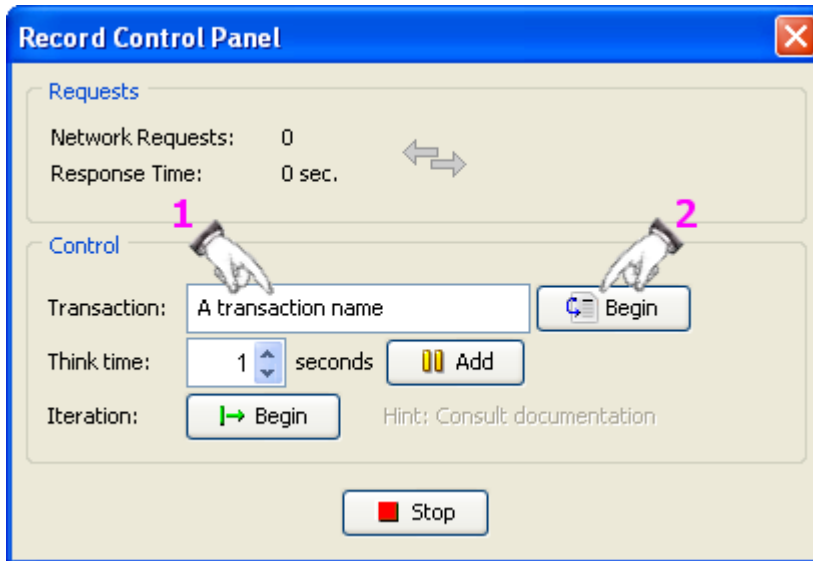 Record Control Panel
Requests
Network Requests: 0
Response Time: 0 sec.
1
2
Control
Transaction: A transaction name Begin
Think time: 1 seconds Add
Iteration: Begin Hint: Consult documentation
Stop